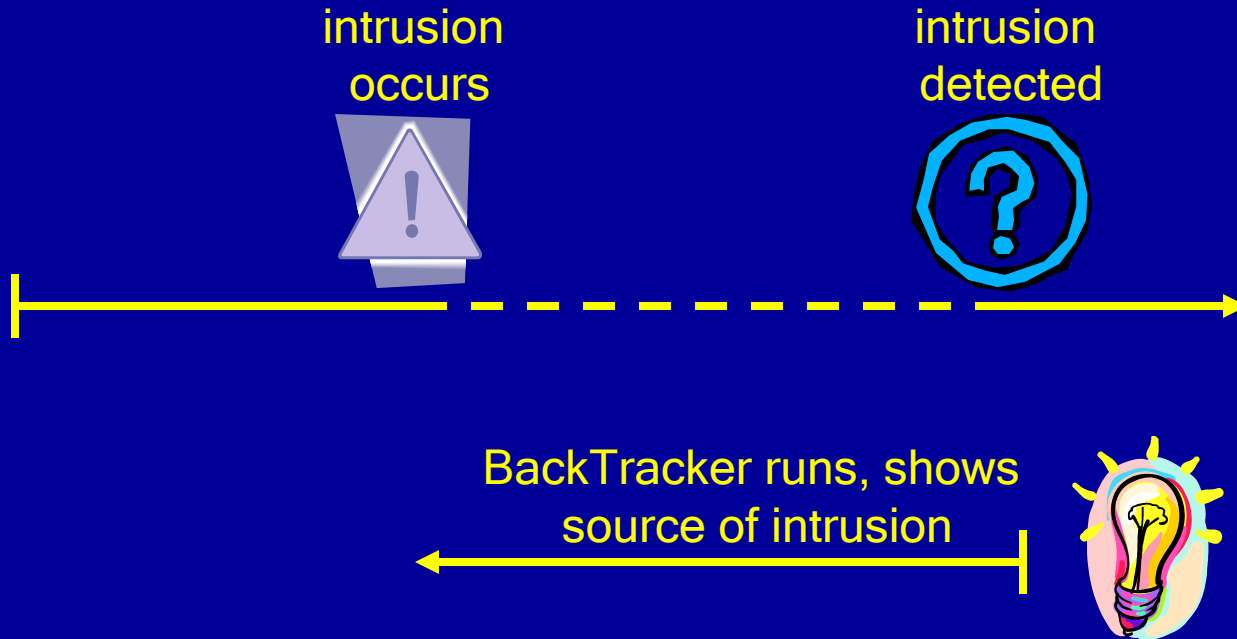 intrusion
occurs
intrusion
detected
!
?
BackTracker runs, shows
source of intrusion